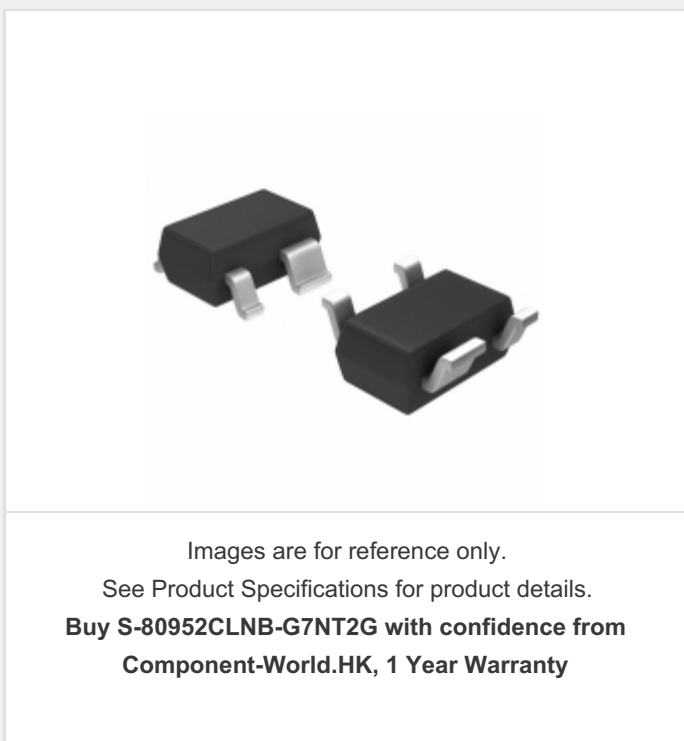 Images are for reference only.
See Product Specifications for product details.
Buy S-80952CLNB-G7NT2G with confidence from
Component-World.HK, 1 Year Warranty